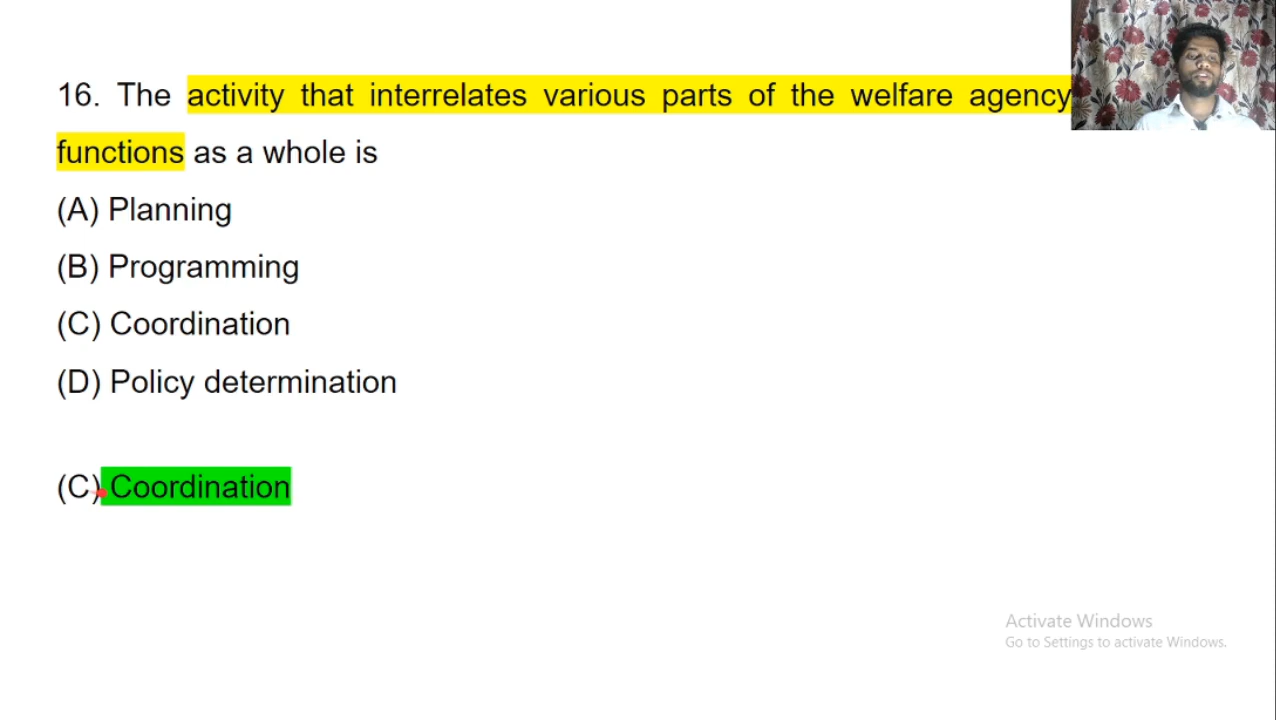 16. The activity that interrelates various parts of the welfare agency
functions as a whole is
(A) Planning
(B) Programming
(C) Coordination
(D) Policy determination
(C) Coordination
Activate Windows
Go to Settings to activate Windows.